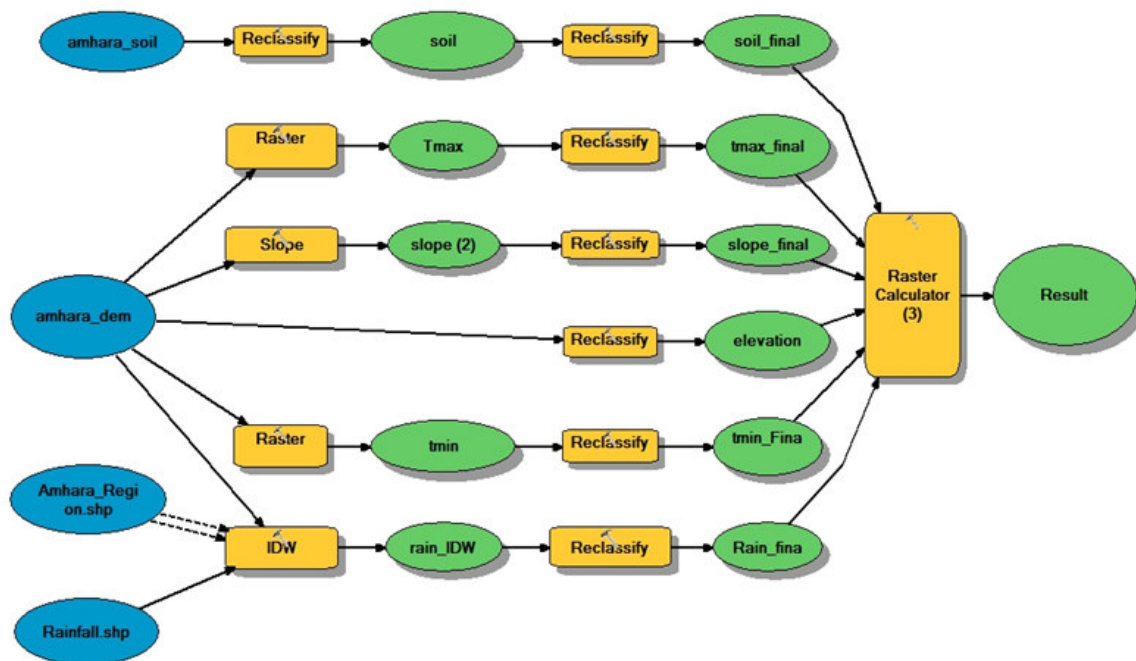 amhara_soil
Reclassify
soil
Reclassify
soil_final
Raster
Tmax
Reclassify
tmax_final
Slope
slope (2)
Reclassify
slope_final
amhara_dem
Reclassify
elevation
Raster
Calculator
(3)
Result
Raster
tmin
Reclassify
tmin_Fina
Amhara_Regi
on.shp
IDW
rain_IDW
Reclassify
Rain_fina
Rainfall.shp